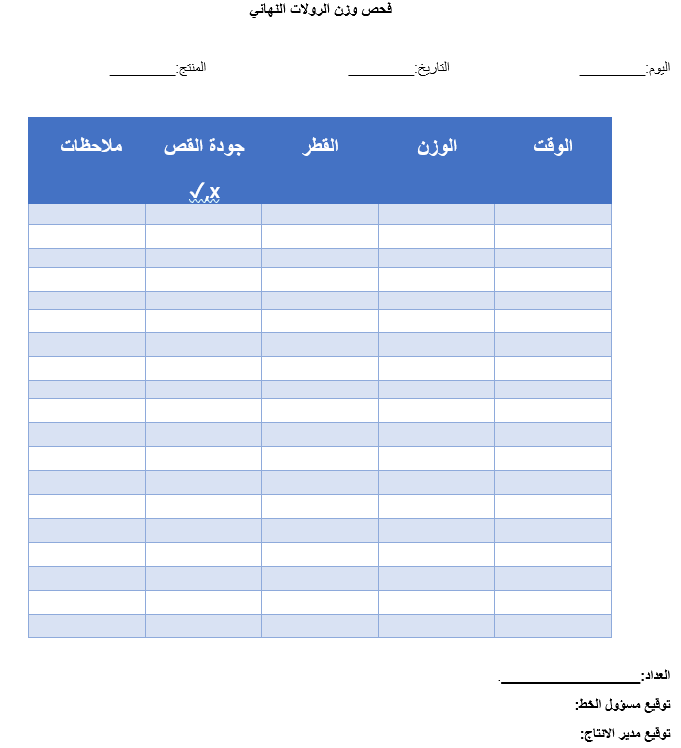 فحص وزن الرولات النهائي
اليوم:__________ التاريخ:__________ المنتج:__________
الوقت الوزن القطر جودة القص ملاحظات
✓,x
العداد:____________________.
توقيع مسؤول الخط:
توقيع مدير الانتاج: